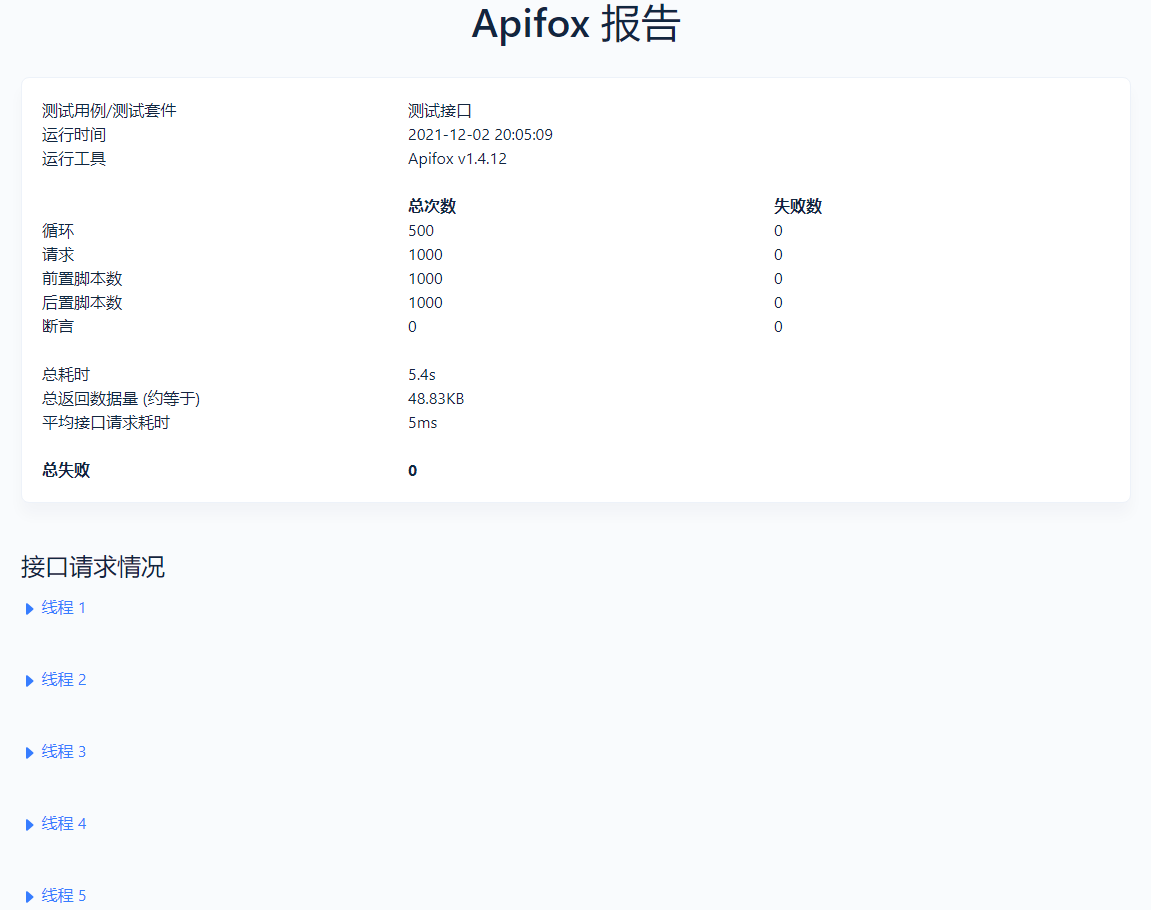 Apifox 报告
测试用例/测试套件 测试接口
运行时间 2021-12-02 20:05:09
运行工具 Apifox v1.4.12
总次数 失败数
循环 500 0
请求 1000 0
前置脚本数 1000 0
后置脚本数 1000 0
断言 0 0
总耗时 5.4s
总返回数据量 (约等于) 48.83KB
平均接口请求耗时 5ms
总失败 0
接口请求情况
线程 1
线程 2
线程 3
线程 4
线程 5